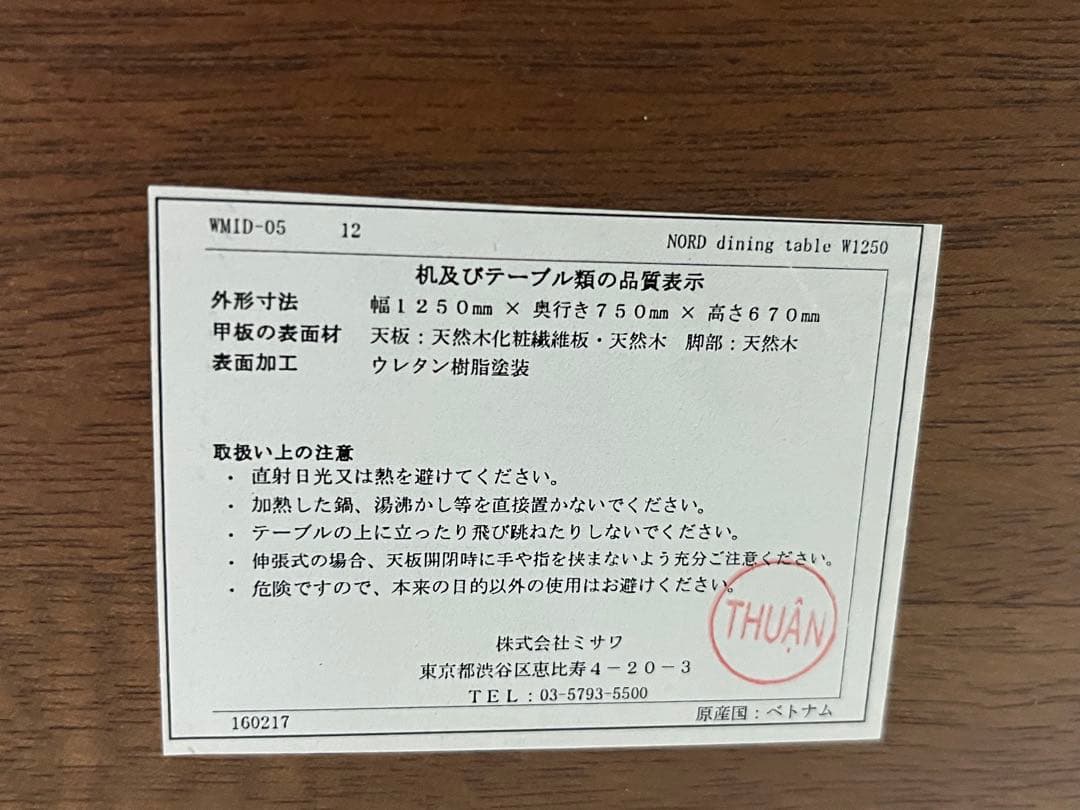 WMID-05 12
NORD dining table W1250
机及びテーブル類の品質表示
外形寸法 幅1250㎜ × 奥行き750㎜ × 高さ670㎜
甲板の表面材 天板：天然木化粧繊維板・天然木 脚部：天然木
表面加工 ウレタン樹脂塗装
取扱い上の注意
・ 直射日光又は熱を避けてください。
・ 加熱した鍋、湯沸かし等を直接置かないでください。
・ テーブルの上に立ったり飛び跳ねたりしないでください。
・ 伸張式の場合、天板開閉時に手や指を挟まないよう充分ご注意ください。
・ 危険ですので、本来の目的以外の使用はお避けください。
THUẬN
株式会社ミサワ
東京都渋谷区恵比寿4－20－3
ＴＥＬ：03-5793-5500
160217
原産国：ベトナム